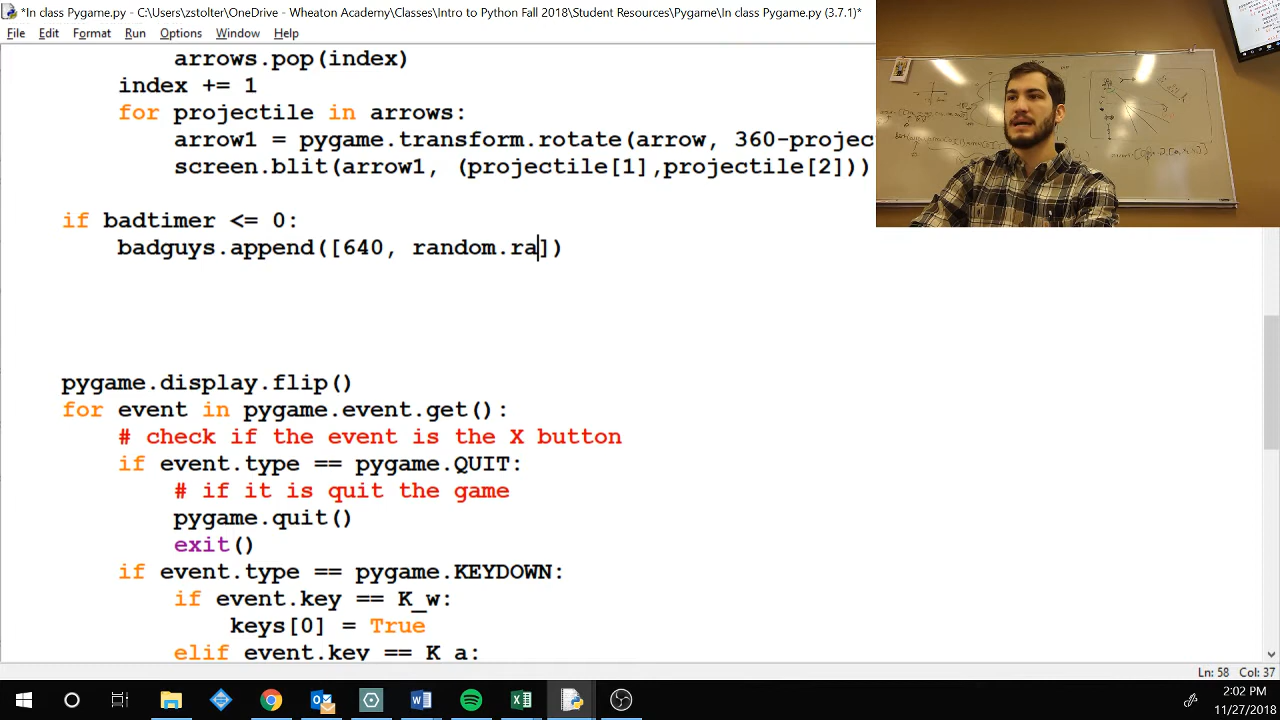 *In class Pygame.py - C:\Users\zstolter\OneDrive - Wheaton Academy\Classes\Intro to Python Fall 2018\Student Resources\Pygame\In class Pygame.py (3.7.1)*
File Edit Format Run Options Window Help
arrows.pop(index)
index += 1
for projectile in arrows:
arrow1 = pygame.transform.rotate(arrow, 360-projec
screen.blit(arrow1, (projectile[1],projectile[2]))
if badtimer <= 0:
badguys.append([640, random.ra])
pygame.display.flip()
for event in pygame.event.get():
# check if the event is the X button
if event.type == pygame.QUIT:
# if it is quit the game
pygame.quit()
exit()
if event.type == pygame.KEYDOWN:
if event.key == K_w:
keys[0] = True
elif event.key == K_a:
Ln: 58 Col: 37
2:02 PM
11/27/2018